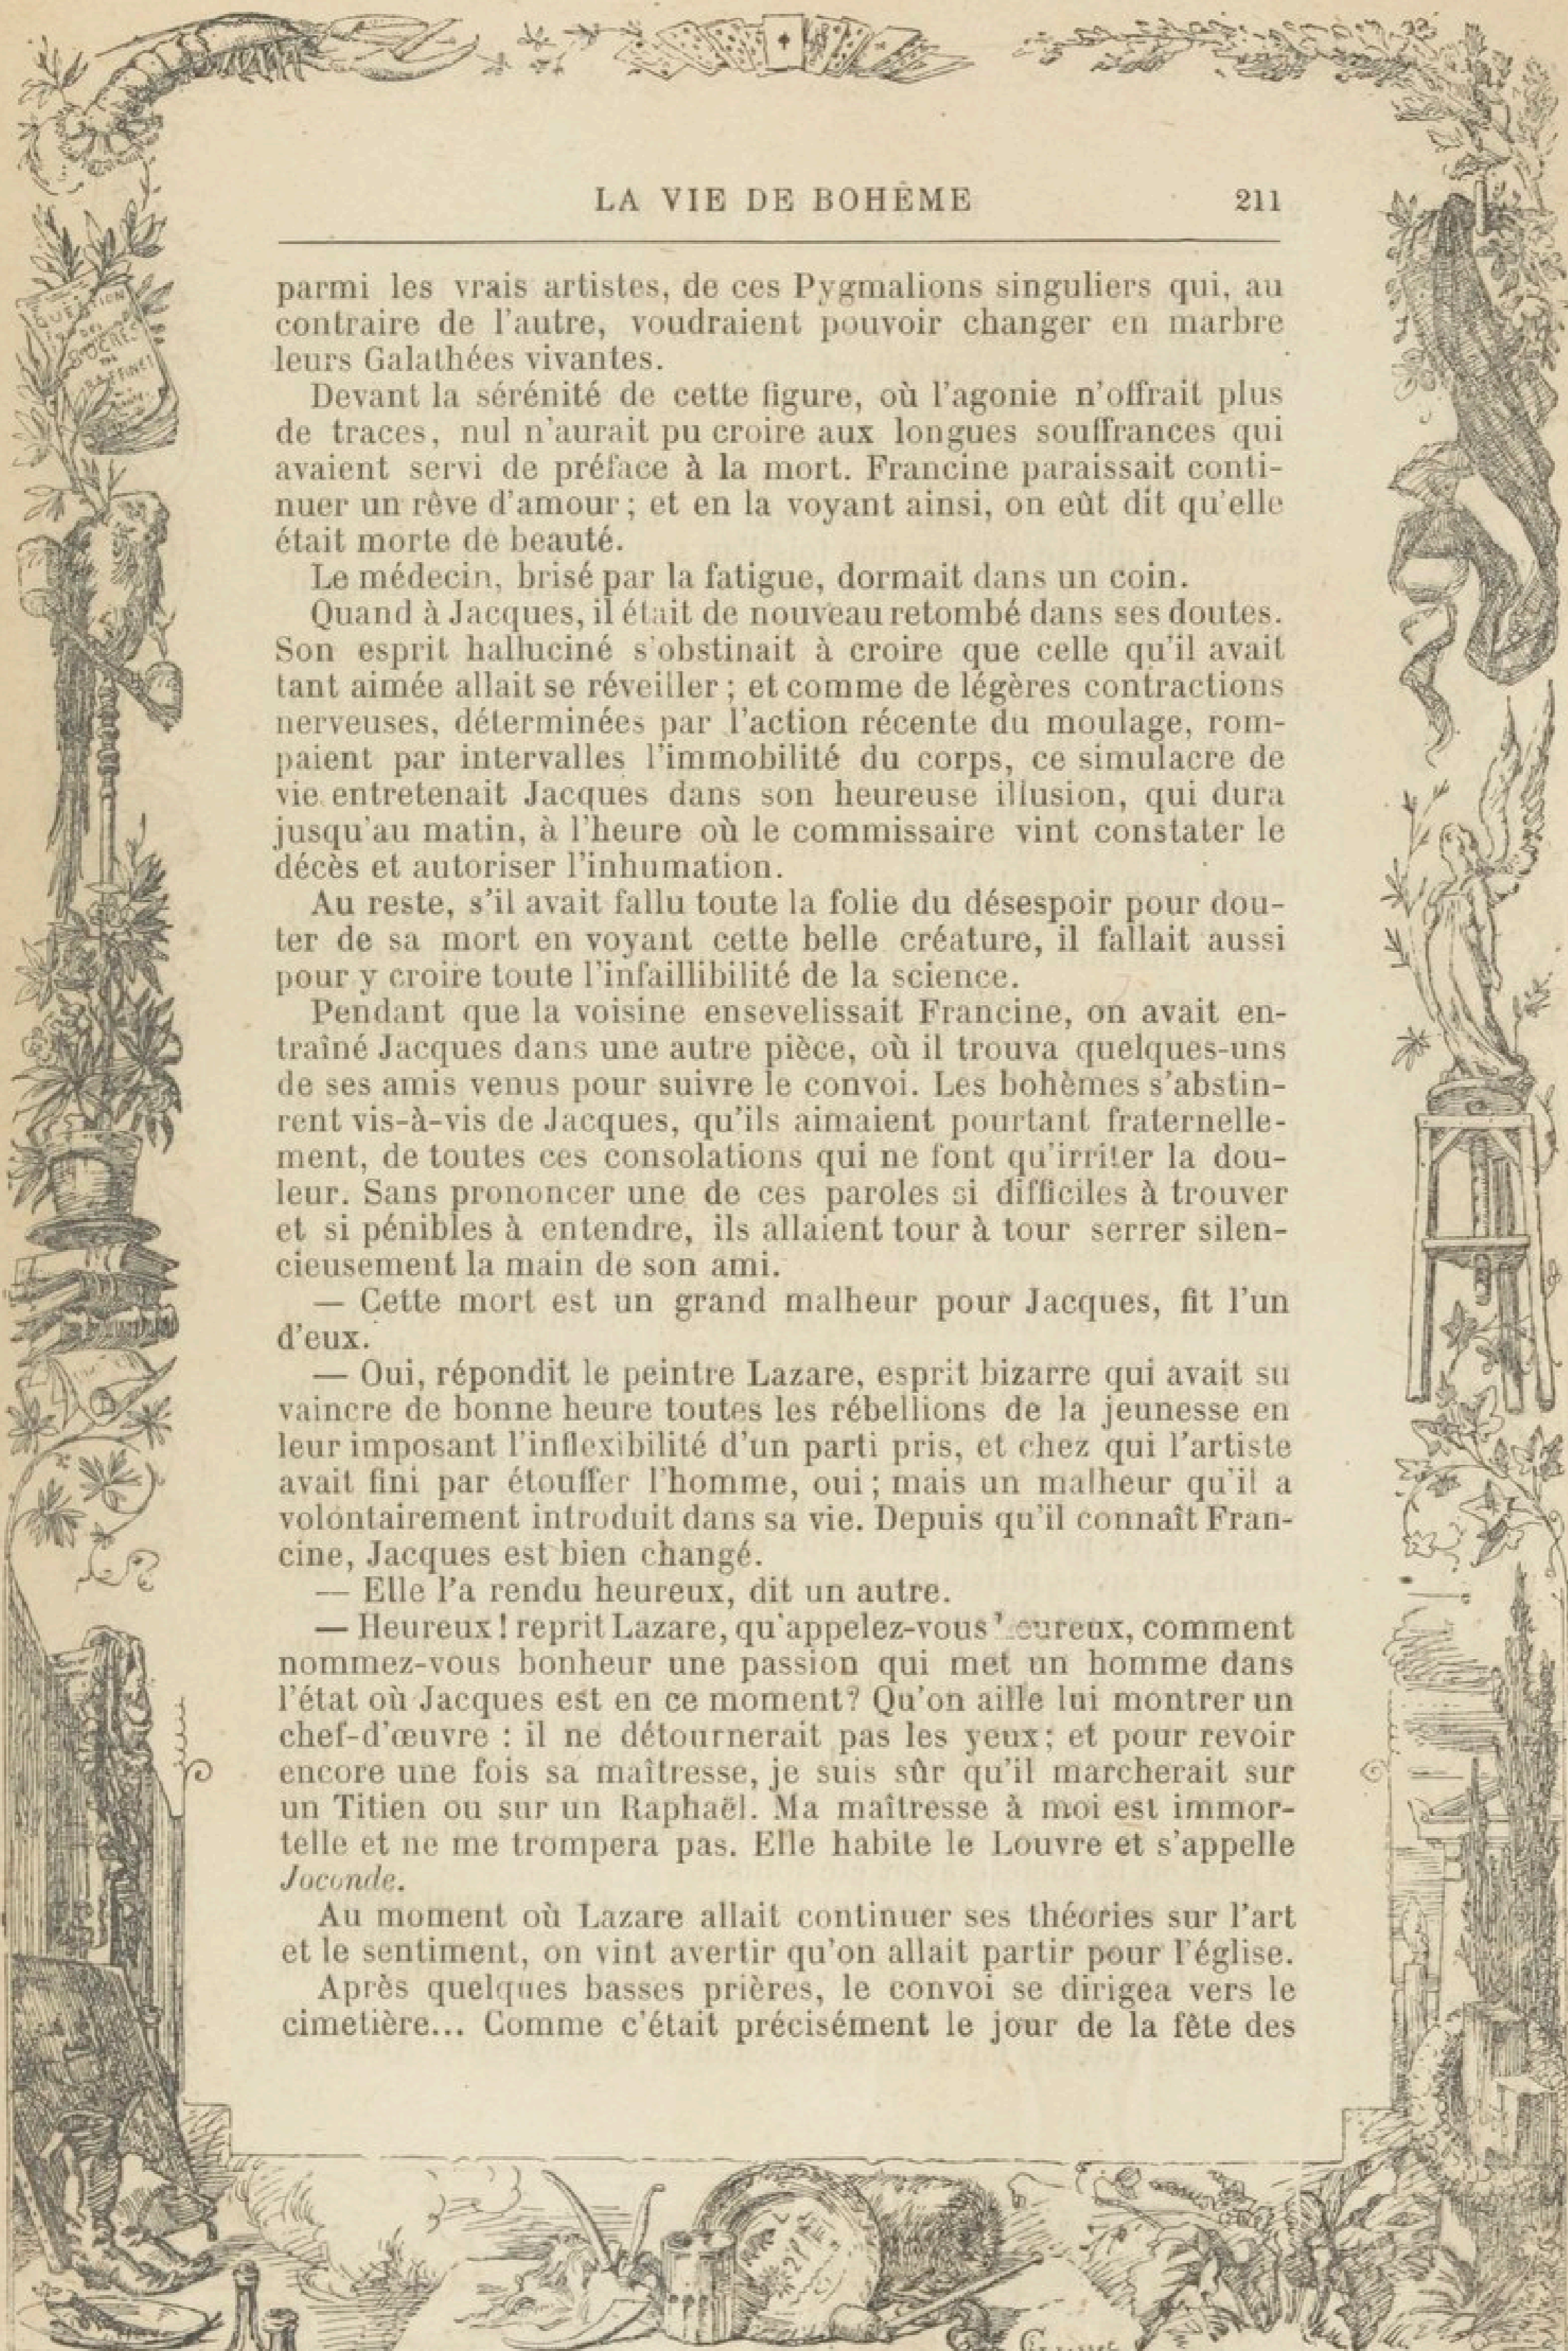 LA VIE DE BOHÈME 211
parmi les vrais artistes, de ces Pygmalions singuliers qui, au
contraire de l'autre, voudraient pouvoir changer en marbre
leurs Galathées vivantes.
Devant la sérénité de cette figure, où l'agonie n'offrait plus
de traces, nul n'aurait pu croire aux longues souffrances qui
avaient servi de préface à la mort. Francine paraissait conti-
nuer un rêve d'amour; et en la voyant ainsi, on eût dit qu'elle
était morte de beauté.
Le médecin, brisé par la fatigue, dormait dans un coin.
Quand à Jacques, il était de nouveau retombé dans ses doutes.
Son esprit halluciné s'obstinait à croire que celle qu'il avait
tant aimée allait se réveiller; et comme de légères contractions
nerveuses, déterminées par l'action récente du moulage, rom-
paient par intervalles l'immobilité du corps, ce simulacre de
vie entretenait Jacques dans son heureuse illusion, qui dura
jusqu'au matin, à l'heure où le commissaire vint constater le
décès et autoriser l'inhumation.
Au reste, s'il avait fallu toute la folie du désespoir pour dou-
ter de sa mort en voyant cette belle créature, il fallait aussi
pour y croire toute l'infaillibilité de la science.
Pendant que la voisine ensevelissait Francine, on avait en-
traîné Jacques dans une autre pièce, où il trouva quelques-uns
de ses amis venus pour suivre le convoi. Les bohèmes s'abstin-
rent vis-à-vis de Jacques, qu'ils aimaient pourtant fraternelle-
ment, de toutes ces consolations qui ne font qu'irriter la dou-
leur. Sans prononcer une de ces paroles si difficiles à trouver
et si pénibles à entendre, ils allaient tour à tour serrer silen-
cieusement la main de son ami.
— Cette mort est un grand malheur pour Jacques, fit l'un
d'eux.
— Oui, répondit le peintre Lazare, esprit bizarre qui avait su
vaincre de bonne heure toutes les rébellions de la jeunesse en
leur imposant l'inflexibilité d'un parti pris, et chez qui l'artiste
avait fini par étouffer l'homme, oui; mais un malheur qu'il a
volontairement introduit dans sa vie. Depuis qu'il connaît Fran-
cine, Jacques est bien changé.
— Elle l'a rendu heureux, dit un autre.
— Heureux! reprit Lazare, qu'appelez-vous eureux, comment
nommez-vous bonheur une passion qui met un homme dans
l'état où Jacques est en ce moment? Qu'on aille lui montrer un
chef-d'œuvre : il ne détournerait pas les yeux; et pour revoir
encore une fois sa maîtresse, je suis sûr qu'il marcherait sur
un Titien ou sur un Raphaël. Ma maîtresse à moi est immor-
telle et ne me trompera pas. Elle habite le Louvre et s'appelle
Joconde.
Au moment où Lazare allait continuer ses théories sur l'art
et le sentiment, on vint avertir qu'on allait partir pour l'église.
Après quelques basses prières, le convoi se dirigea vers le
cimetière... Comme c'était précisément le jour de la fête des
QUESTION
DES
SUCRES